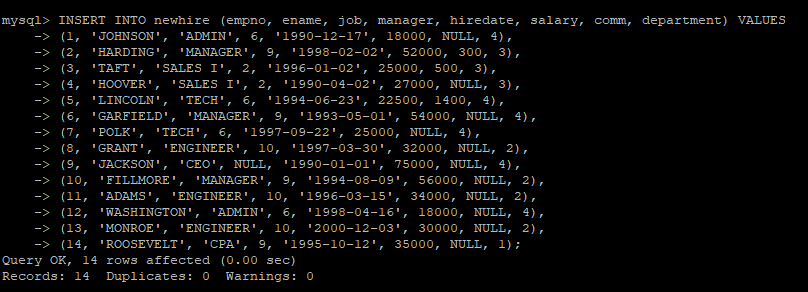 mysql> INSERT INTO newhire (empno, ename, job, manager, hiredate, salary, comm, department) VALUES
    -> (1, 'JOHNSON', 'ADMIN', 6, '1990-12-17', 18000, NULL, 4),
    -> (2, 'HARDING', 'MANAGER', 9, '1998-02-02', 52000, 300, 3),
    -> (3, 'TAFT', 'SALES I', 2, '1996-01-02', 25000, 500, 3),
    -> (4, 'HOOVER', 'SALES I', 2, '1990-04-02', 27000, NULL, 3),
    -> (5, 'LINCOLN', 'TECH', 6, '1994-06-23', 22500, 1400, 4),
    -> (6, 'GARFIELD', 'MANAGER', 9, '1993-05-01', 54000, NULL, 4),
    -> (7, 'POLK', 'TECH', 6, '1997-09-22', 25000, NULL, 4),
    -> (8, 'GRANT', 'ENGINEER', 10, '1997-03-30', 32000, NULL, 2),
    -> (9, 'JACKSON', 'CEO', NULL, '1990-01-01', 75000, NULL, 4),
    -> (10, 'FILLMORE', 'MANAGER', 9, '1994-08-09', 56000, NULL, 2),
    -> (11, 'ADAMS', 'ENGINEER', 10, '1996-03-15', 34000, NULL, 2),
    -> (12, 'WASHINGTON', 'ADMIN', 6, '1998-04-16', 18000, NULL, 4),
    -> (13, 'MONROE', 'ENGINEER', 10, '2000-12-03', 30000, NULL, 2),
    -> (14, 'ROOSEVELT', 'CPA', 9, '1995-10-12', 35000, NULL, 1);
Query OK, 14 rows affected (0.00 sec)
Records: 14  Duplicates: 0  Warnings: 0